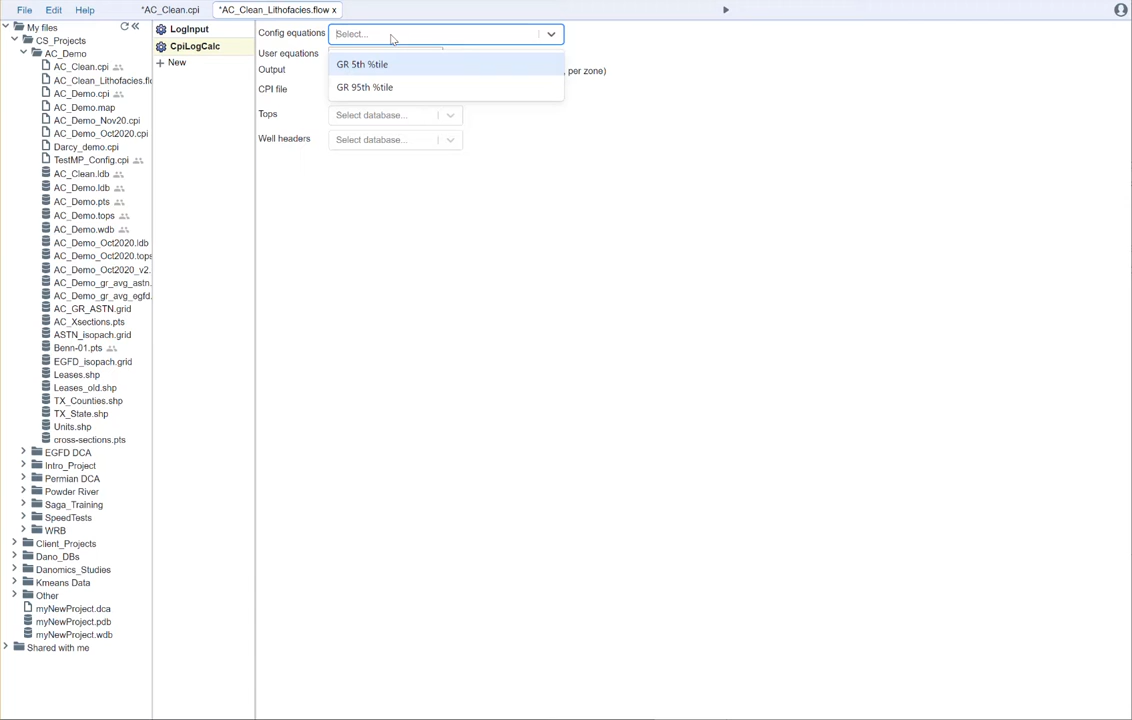 File Edit Help *AC_Clean.cpi *AC_Clean_Lithofacies.flow x
My files
CS_Projects
AC_Demo
AC_Clean.cpi
AC_Clean_Lithofacies.flo
AC_Demo.cpi
AC_Demo.map
AC_Demo_Nov20.cpi
AC_Demo_Oct2020.cpi
Darcy_demo.cpi
TestMP_Config.cpi
AC_Clean.ldb
AC_Demo.ldb
AC_Demo.pts
AC_Demo.tops
AC_Demo.wdb
AC_Demo_Oct2020.ldb
AC_Demo_Oct2020.tops
AC_Demo_Oct2020_v2.
AC_Demo_gr_avg_astn.
AC_Demo_gr_avg_egfd.
AC_GR_ASTN.grid
AC_Xsections.pts
ASTN_isopach.grid
Benn-01.pts
EGFD_isopach.grid
Leases.shp
Leases_old.shp
TX_Counties.shp
TX_State.shp
Units.shp
cross-sections.pts
EGFD DCA
Intro_Project
Permian DCA
Powder River
Saga_Training
SpeedTests
WRB
Client_Projects
Dano_DBs
Danomics_Studies
Kmeans Data
Other
myNewProject.dca
myNewProject.pdb
myNewProject.wdb
Shared with me
LogInput
CpiLogCalc
New
Config equations Select...
User equations
GR 5th %tile
Output , per zone)
CPI file GR 95th %tile
Tops Select database...
Well headers Select database...